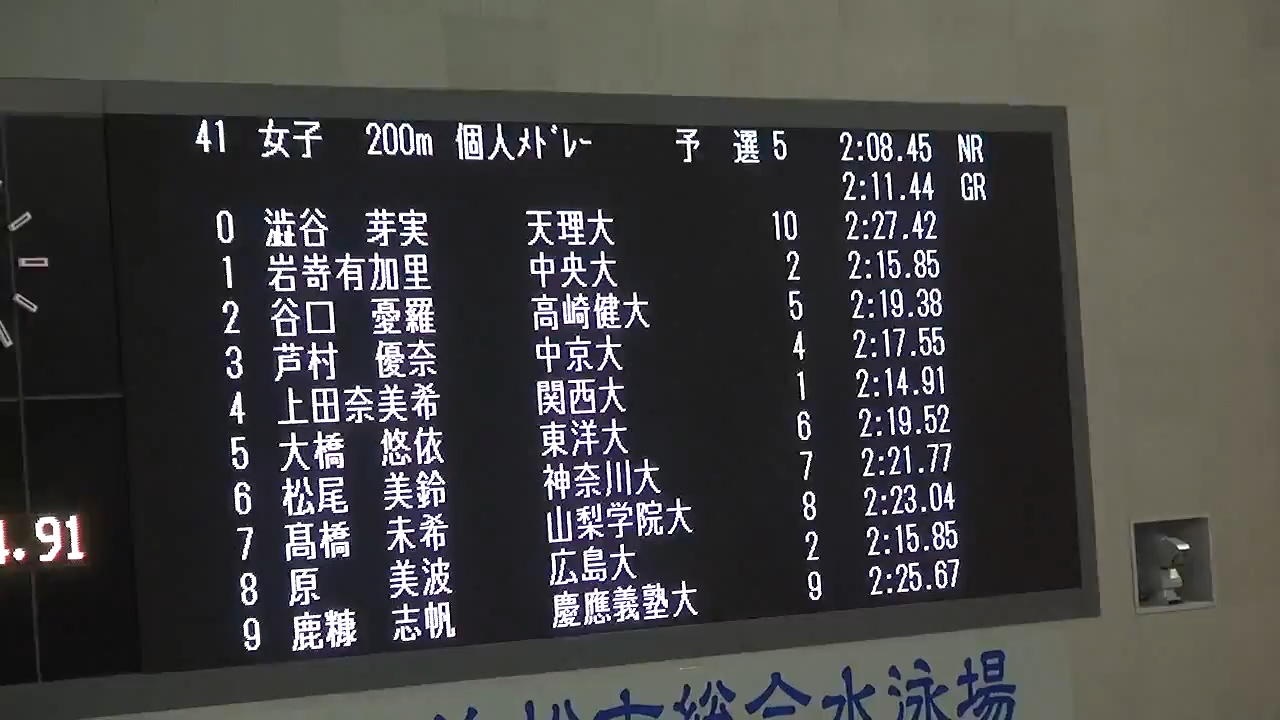 41 女子 200m 個人ﾒﾄﾞﾚｰ 予 選 5 2:08.45 NR
2:11.44 GR
0 澁谷 芽実 天理大 10 2:27.42
1 岩嵜有加里 中央大 2 2:15.85
2 谷口 憂羅 高崎健大 5 2:19.38
3 芦村 優奈 中京大 4 2:17.55
4 上田奈美希 関西大 1 2:14.91
5 大橋 悠依 東洋大 6 2:19.52
6 松尾 美鈴 神奈川大 7 2:21.77
7 髙橋 未希 山梨学院大 8 2:23.04
8 原 美波 広島大 2 2:15.85
9 鹿糠 志帆 慶應義塾大 9 2:25.67
4.91
松市総合水泳場